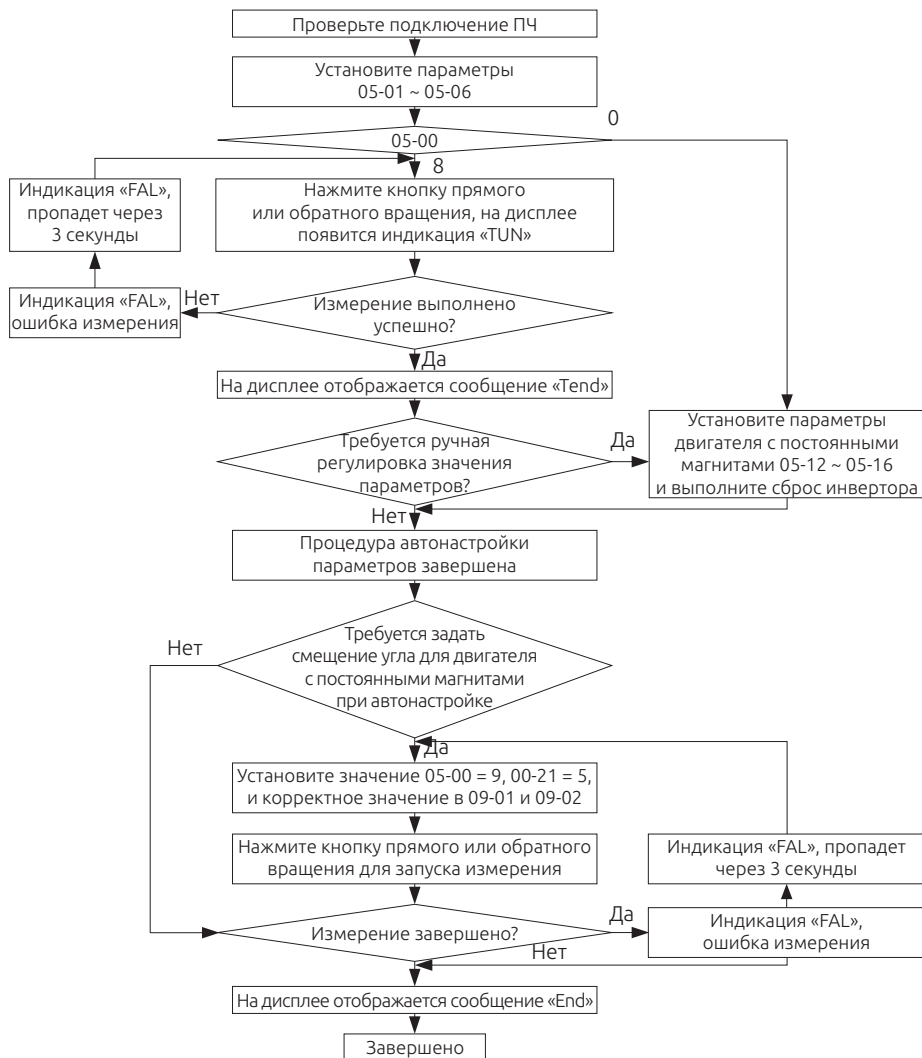 Проверьте подключение ПЧ
Установите параметры
05-01 ~ 05-06
0
05-00
8
Индикация «FAL»,
пропадет через
3 секунды
Нажмите кнопку прямого
или обратного вращения, на дисплее
появится индикация «TUN»
Индикация «FAL»,
ошибка измерения
Нет
Измерение выполнено
успешно?
Да
На дисплее отображается сообщение «Tend»
Требуется ручная
регулировка значения
параметров?
Да
Установите параметры
двигателя с постоянными
магнитами 05-12 ~ 05-16
и выполните сброс инвертора
Нет
Процедура автонастройки
параметров завершена
Нет
Требуется задать
смещение угла для двигателя
с постоянными магнитами
при автонастройке
Да
Установите значение 05-00 = 9, 00-21 = 5,
и корректное значение в 09-01 и 09-02
Нажмите кнопку прямого или обратного
вращения для запуска измерения
Индикация «FAL», пропадет
через 3 секунды
Измерение завершено?
Да
Индикация «FAL»,
ошибка измерения
Нет
На дисплее отображается сообщение «End»
Завершено